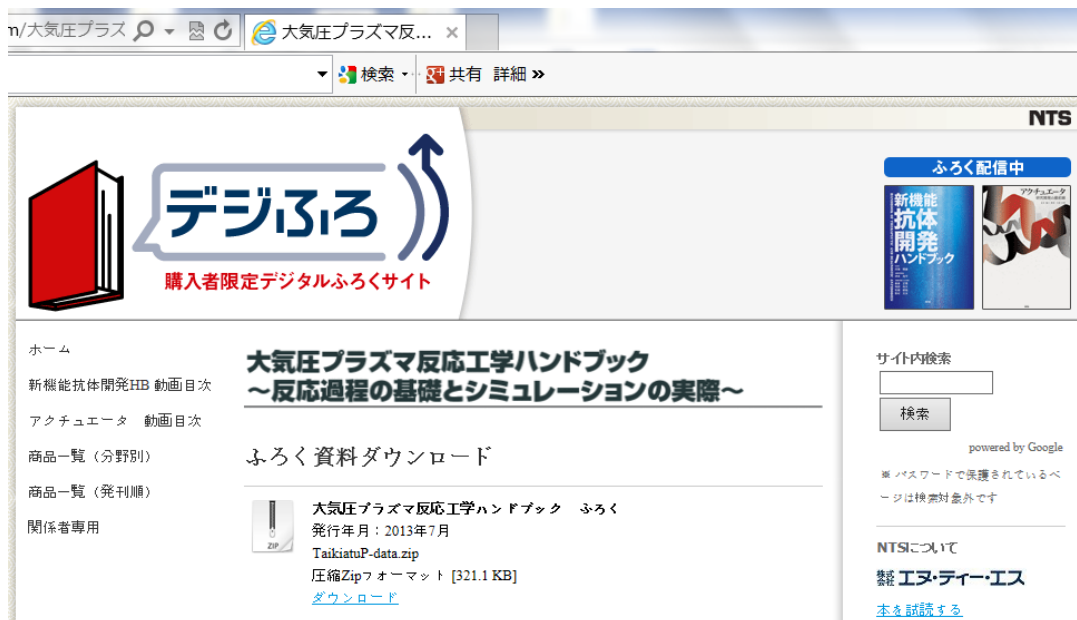 m/大気圧プラズ
大気圧プラズマ反... ×
検索
共有 詳細 »
NTS
デジふろ
購入者限定デジタルふろくサイト
ふろく配信中
新機能
抗体
開発
ハンドブック
アクチュエータ
ホーム
新機能抗体開発HB 動画目次
アクチュエータ 動画目次
商品一覧（分野別）
商品一覧（発刊順）
関係者専用
大気圧プラズマ反応工学ハンドブック
～反応過程の基礎とシミュレーションの実際～
ふろく資料ダウンロード
ZIP
大気圧プラズマ反応工学ハンドブック ふろく
発行年月：2013年7月
TaikiatuP-data.zip
圧縮Zipフォーマット [321.1 KB]
ダウンロード
サイト内検索
検索
powered by Google
※ パスワードで保護されているペ
ージは検索対象外です
NTSについて
株式会社 エヌ・ティー・エス
本を試読する